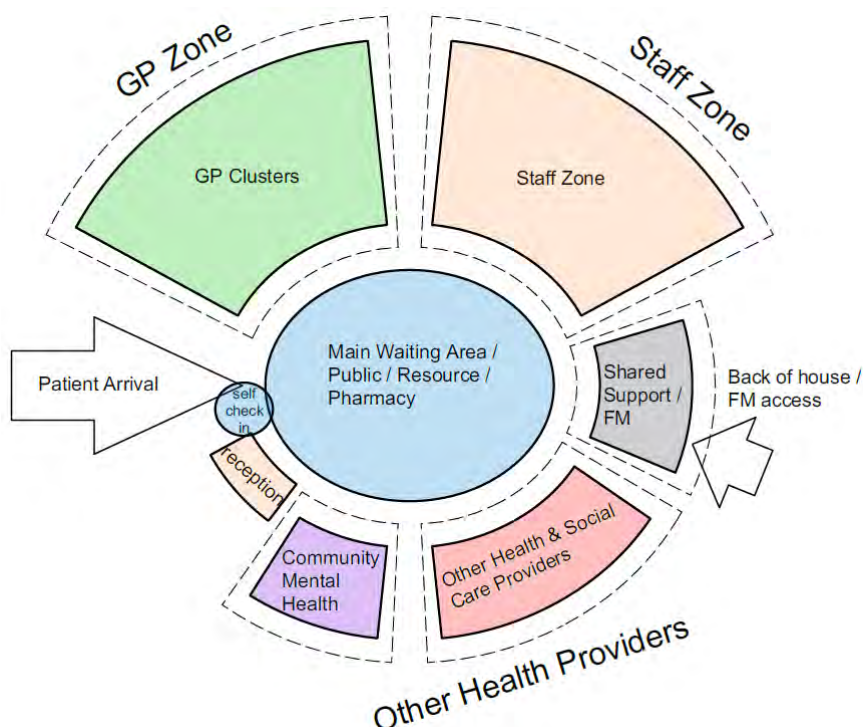 GP Zone
Staff Zone
GP Clusters
Staff Zone
Main Waiting Area /
Public / Resource /
Pharmacy
Patient Arrival
self
check
in
reception
Shared
Support /
FM
Back of house /
FM access
Community
Mental
Health
Other Health & Social
Care Providers
Other Health Providers